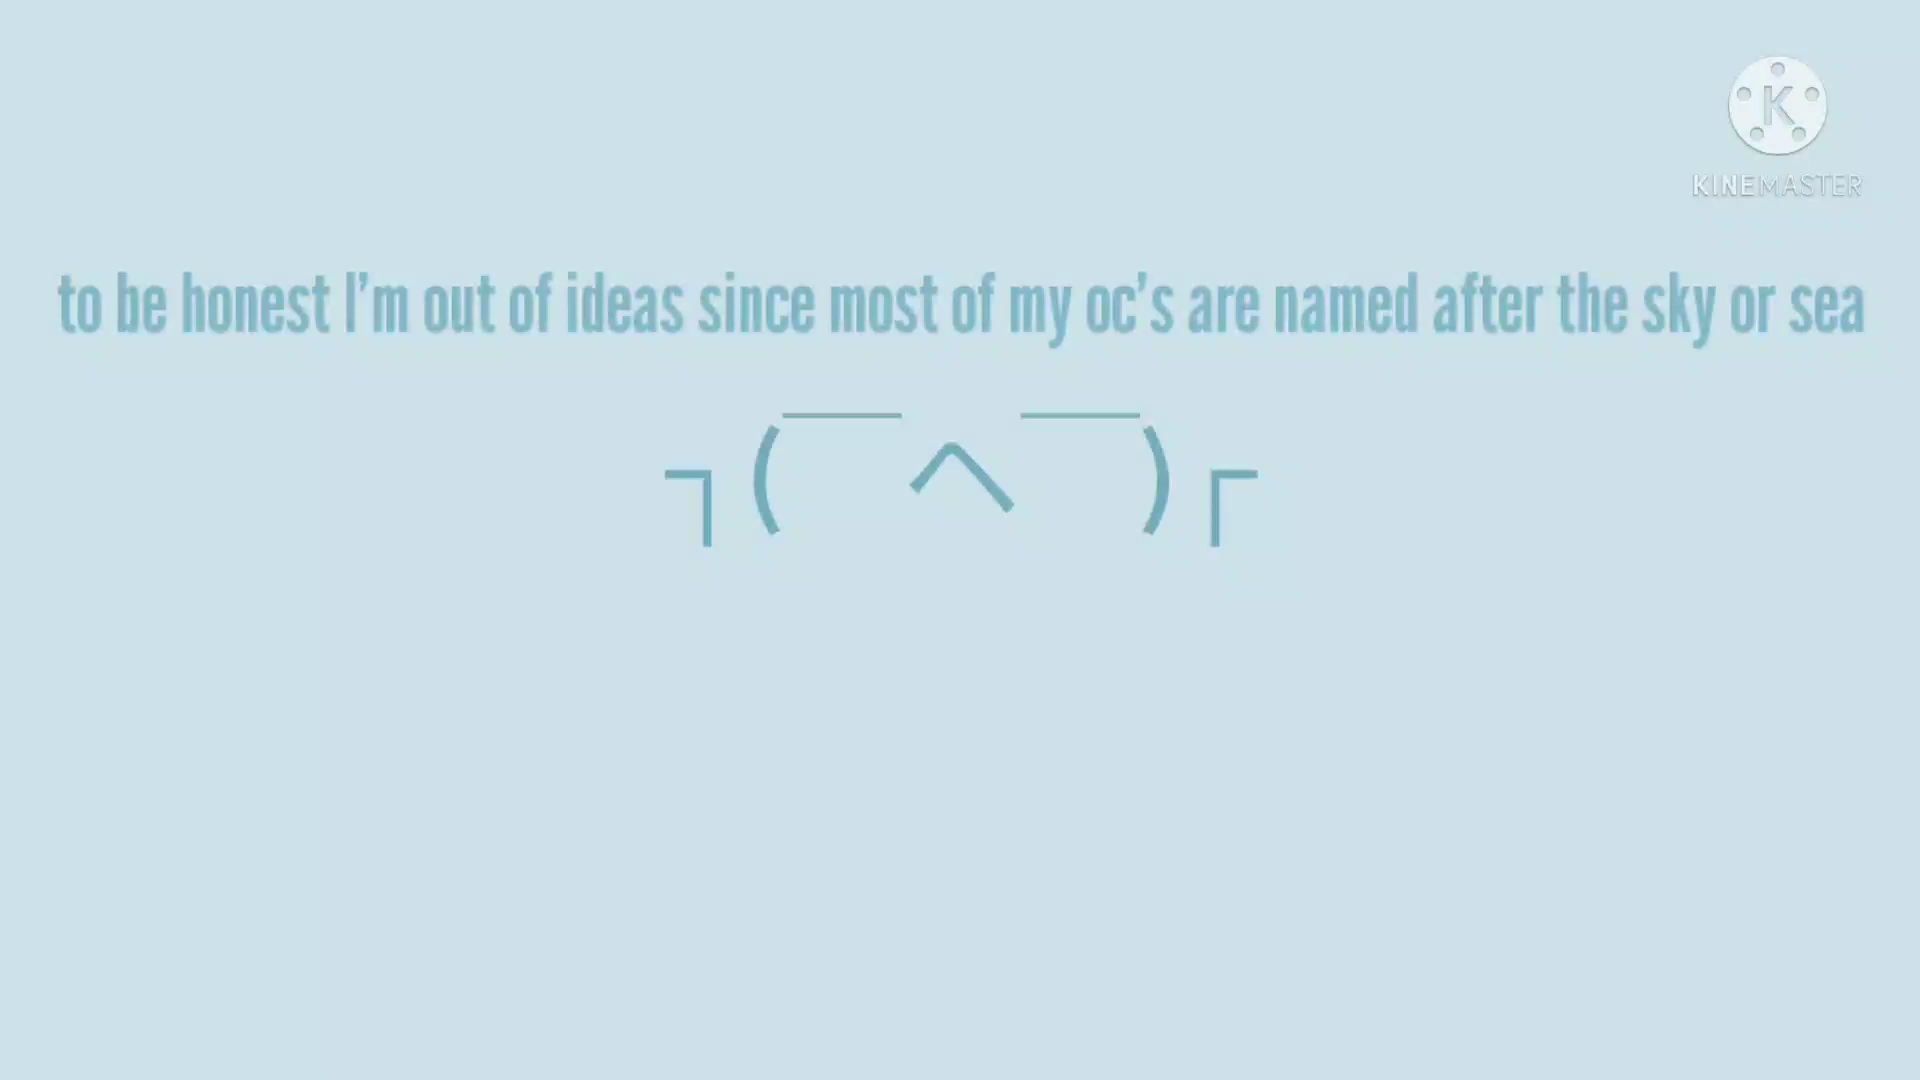 KINEMASTER
to be honest I'm out of ideas since most of my oc's are named after the sky or sea
┐(￣ヘ￣)┌